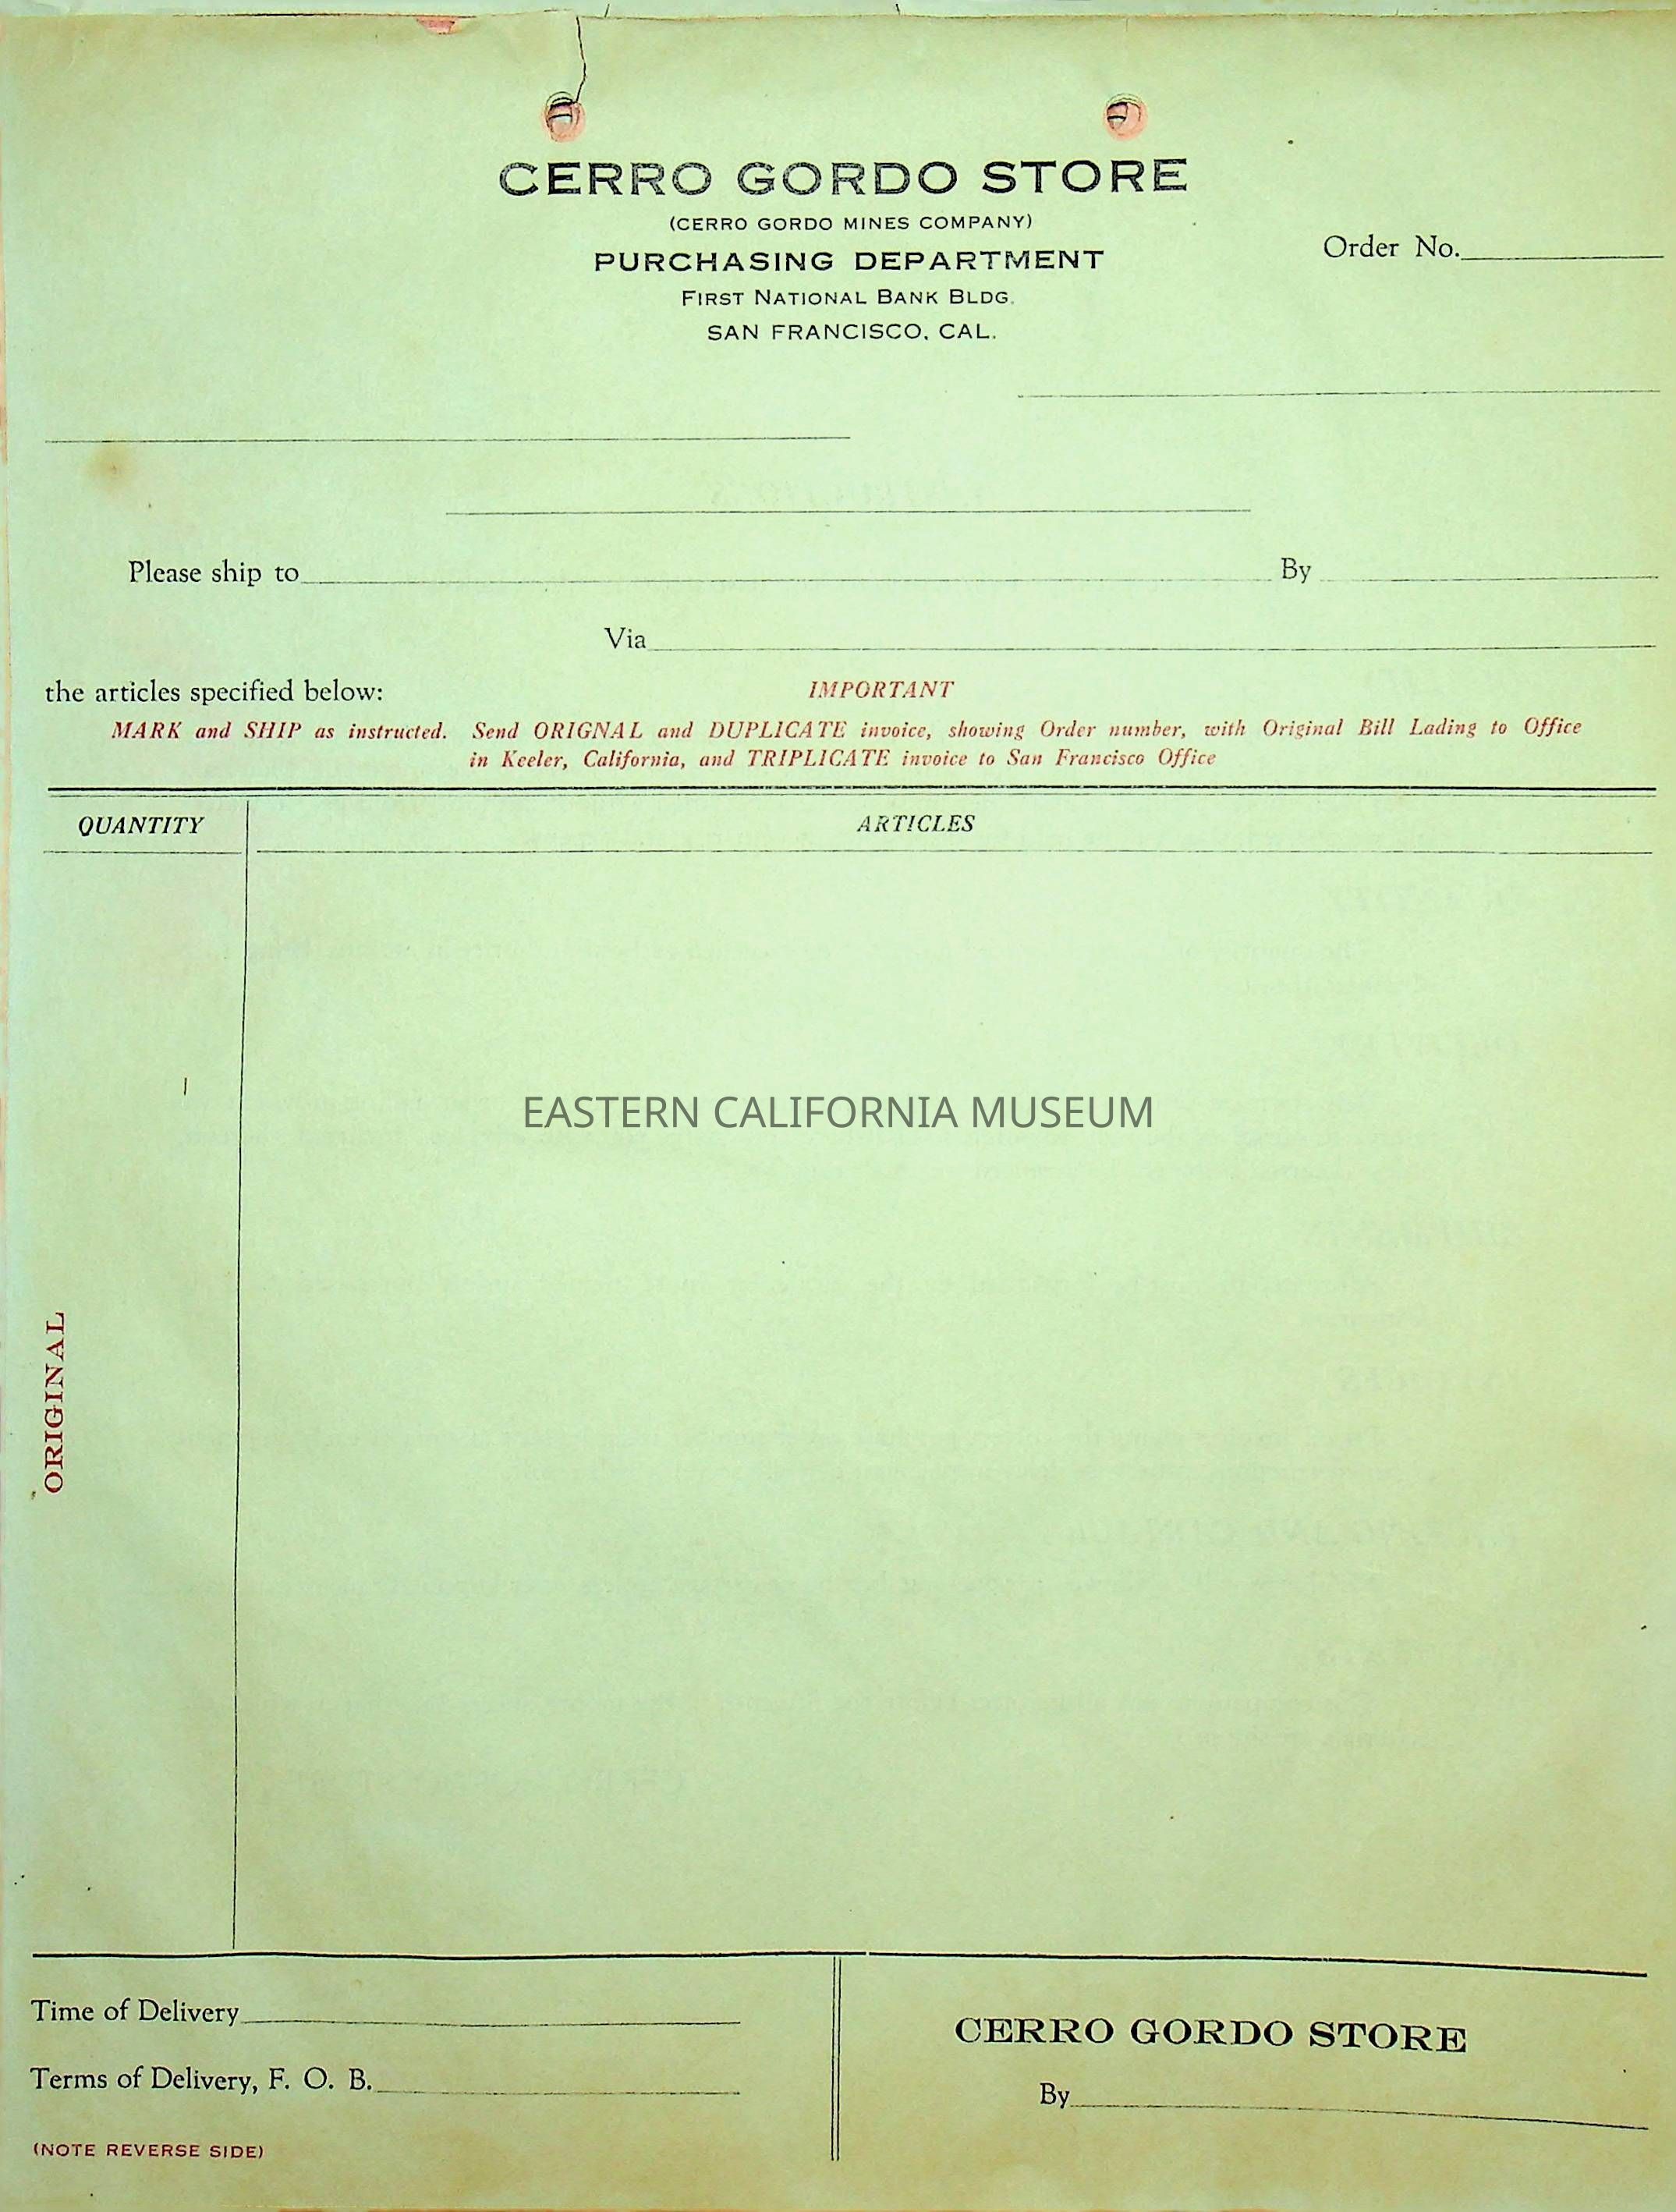 CERRO GORDO STORE
(CERRO GORDO MINES COMPANY)
PURCHASING DEPARTMENT
Order No.
FIRST NATIONAL BANK BLDG.
SAN FRANCISCO, CAL.
Please ship to By
Via
the articles specified below:
IMPORTANT
MARK and SHIP as instructed. Send ORIGNAL and DUPLICATE invoice, showing Order number, with Original Bill Lading to Office
in Keeler, California, and TRIPLICATE invoice to San Francisco Office
QUANTITY ARTICLES
EASTERN CALIFORNIA MUSEUM
ORIGINAL
Time of Delivery
Terms of Delivery, F. O. B.
(NOTE REVERSE SIDE)
CERRO GORDO STORE
By